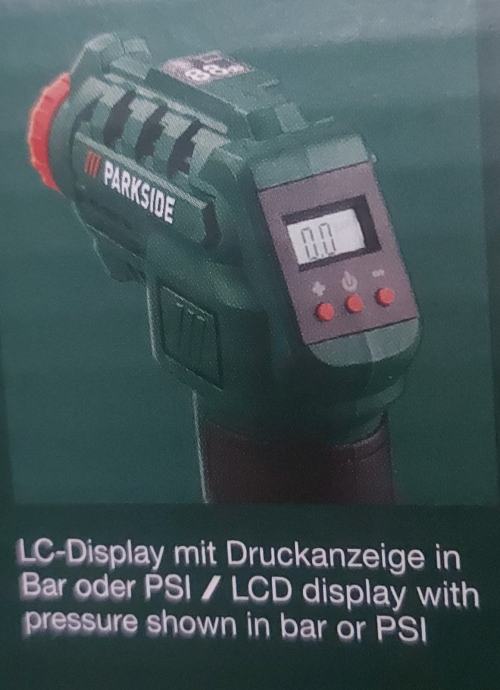 PARKSIDE
0.0
LC-Display mit Druckanzeige in
Bar oder PSI / LCD display with
pressure shown in bar or PSI